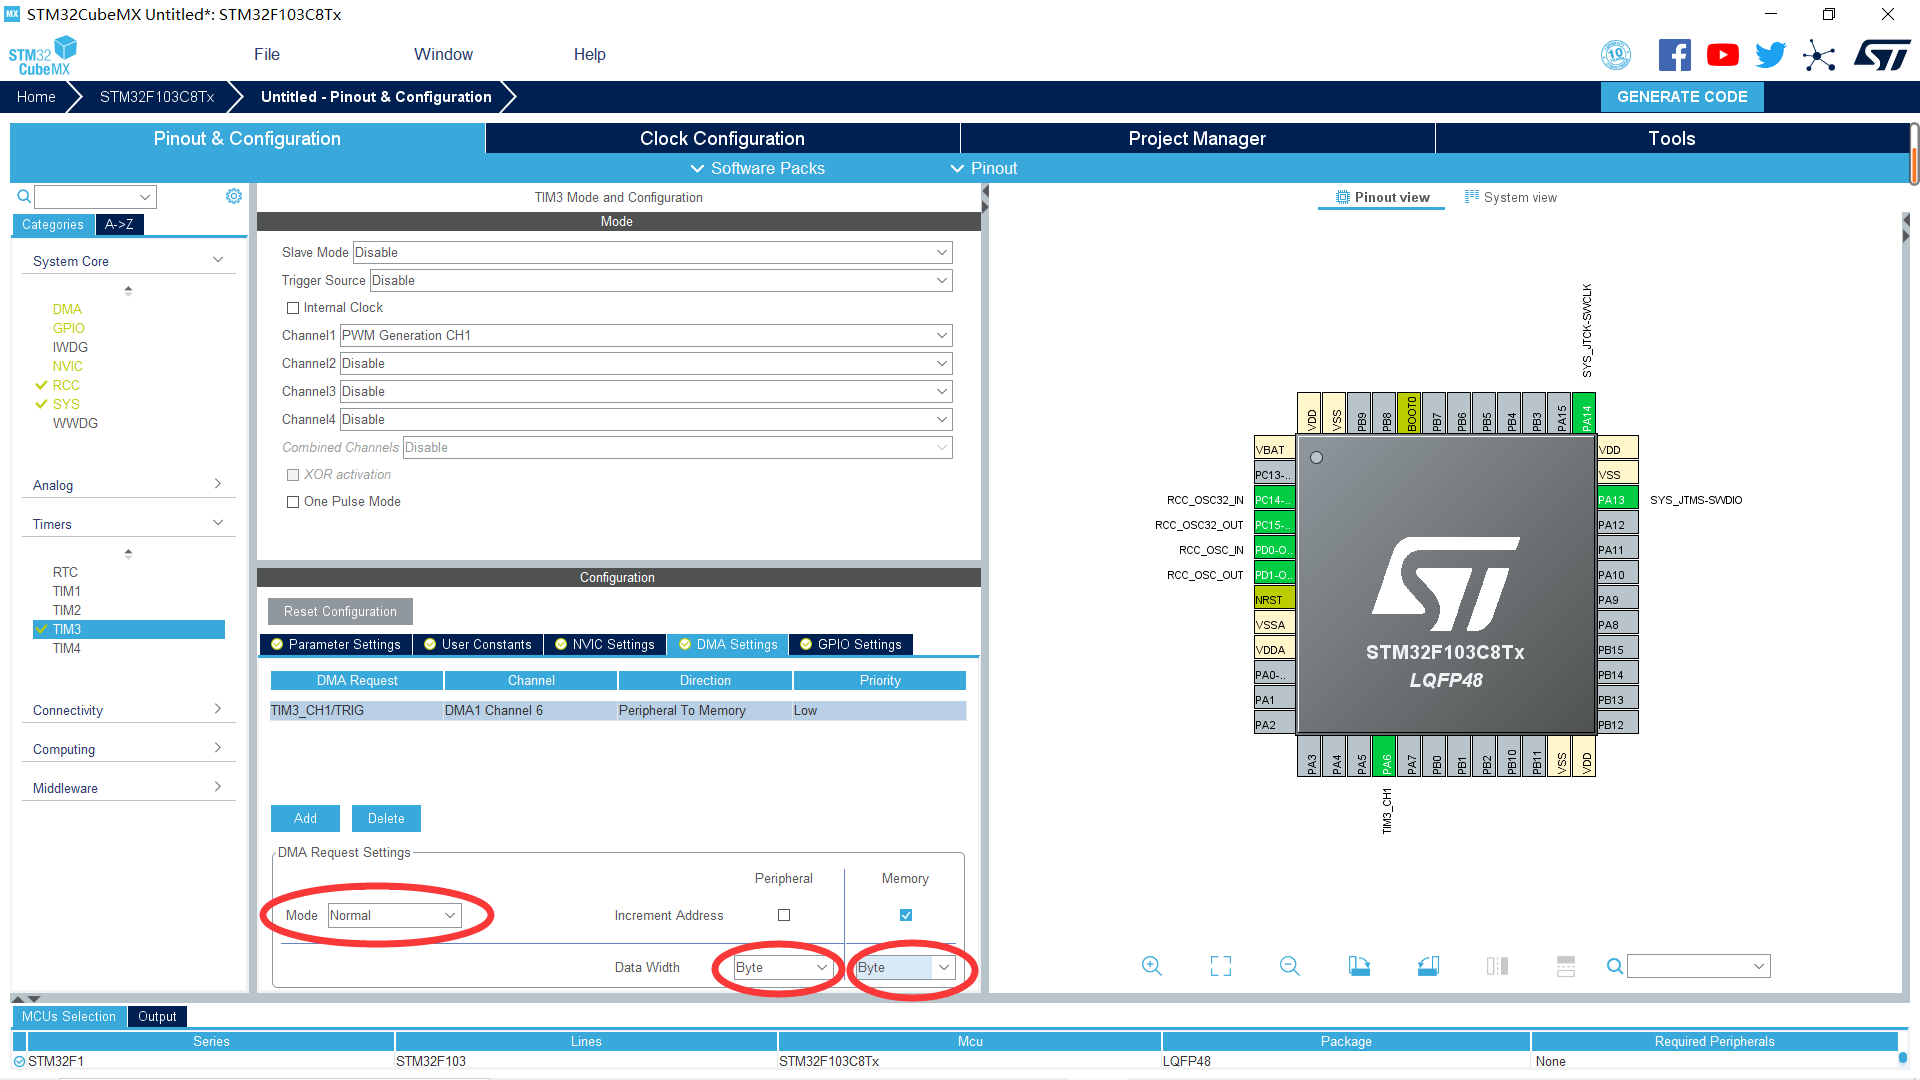 MX STM32CubeMX Untitled*: STM32F103C8Tx
STM32 CubeMX
File Window Help
10
Home STM32F103C8Tx Untitled - Pinout & Configuration GENERATE CODE
Pinout & Configuration Clock Configuration Project Manager Tools
Software Packs Pinout
Categories A->Z
System Core
DMA
GPIO
IWDG
NVIC
RCC
SYS
WWDG
Analog
Timers
RTC
TIM1
TIM2
TIM3
TIM4
Connectivity
Computing
Middleware
TIM3 Mode and Configuration
Mode
Slave Mode Disable
Trigger Source Disable
Internal Clock
Channel1 PWM Generation CH1
Channel2 Disable
Channel3 Disable
Channel4 Disable
Combined Channels Disable
XOR activation
One Pulse Mode
Configuration
Reset Configuration
Parameter Settings User Constants NVIC Settings DMA Settings GPIO Settings
DMA Request Channel Direction Priority
TIM3_CH1/TRIG DMA1 Channel 6 Peripheral To Memory Low
Add Delete
DMA Request Settings
Peripheral Memory
Mode Normal Increment Address
Data Width Byte Byte
Pinout view System view
SYS_JTCK-SWCLK
VDD VSS PB9 PB8 BOOT0 PB7 PB6 PB5 PB4 PB3 PA15 PA14
VBAT VDD
PC13-.. VSS
RCC_OSC32_IN PC14-.. PA13 SYS_JTMS-SWDIO
RCC_OSC32_OUT PC15-.. PA12
RCC_OSC_IN PD0-O.. PA11
RCC_OSC_OUT PD1-O.. PA10
NRST PA9
VSSA PA8
VDDA PB15
PA0-.. PB14
PA1 PB13
PA2 PB12
STM32F103C8Tx
LQFP48
PA3 PA4 PA5 PA6 PA7 PB0 PB1 PB2 PB10 PB11 VSS VDD
TIM3_CH1
MCUs Selection Output
Series Lines Mcu Package Required Peripherals
STM32F1 STM32F103 STM32F103C8Tx LQFP48 None